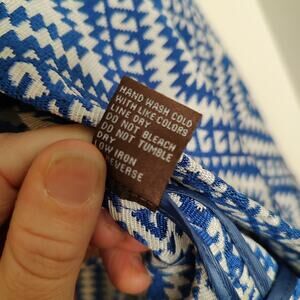 HAND WASH COLD
WITH LIKE COLORS
LINE DRY
DO NOT BLEACH
DO NOT TUMBLE
DRY
LOW IRON
REVERSE